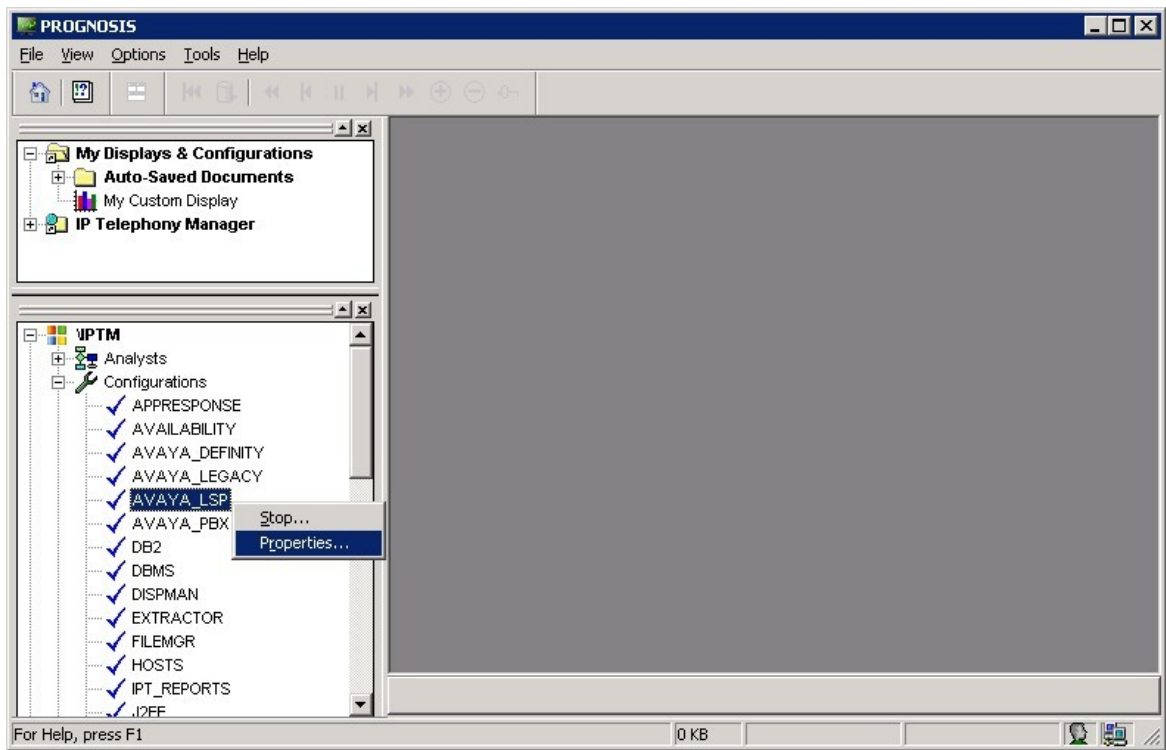 PROGNOSIS
File View Options Tools Help
My Displays & Configurations
Auto-Saved Documents
My Custom Display
IP Telephony Manager
\IPTM
Analysts
Configurations
APPRESPONSE
AVAILABILITY
AVAYA_DEFINITY
AVAYA_LEGACY
AVAYA_LSP
Stop...
AVAYA_PBX
Properties...
DB2
DBMS
DISPMAN
EXTRACTOR
FILEMGR
HOSTS
IPT_REPORTS
J2EE
For Help, press F1
0 KB